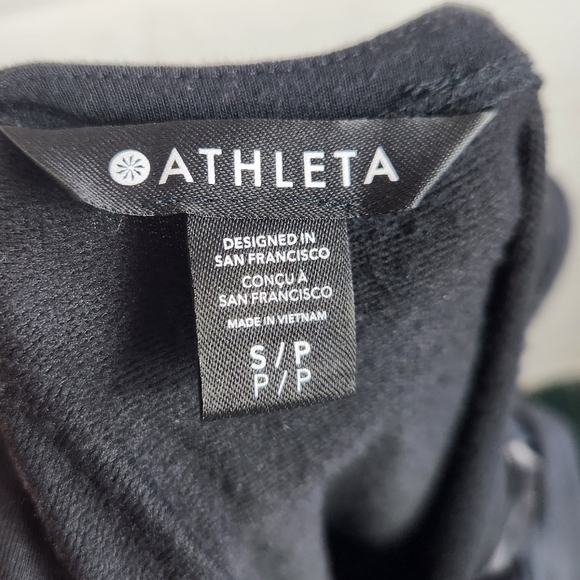 ATHLETA
DESIGNED IN
SAN FRANCISCO
CONÇU À
SAN FRANCISCO
MADE IN VIETNAM
S/P
P/P